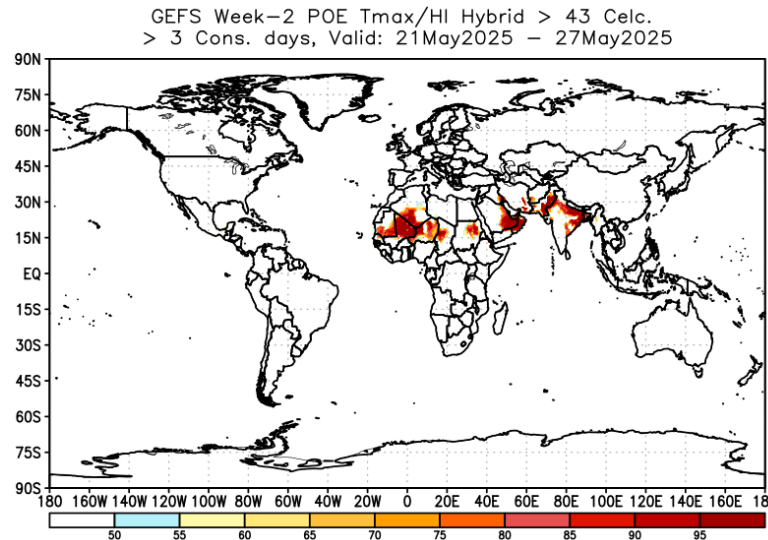 GEFS Week-2 POE Tmax/HI Hybrid > 43 Celc.
> 3 Cons. days, Valid: 21May2025 - 27May2025
90N
75N
60N
45N
30N
15N
EQ
15S
30S
45S
60S
75S
90S
180 160W 140W 120W 100W 80W 60W 40W 20W 0 20E 40E 60E 80E 100E 120E 140E 160E 180
50 55 60 65 70 75 80 85 90 95